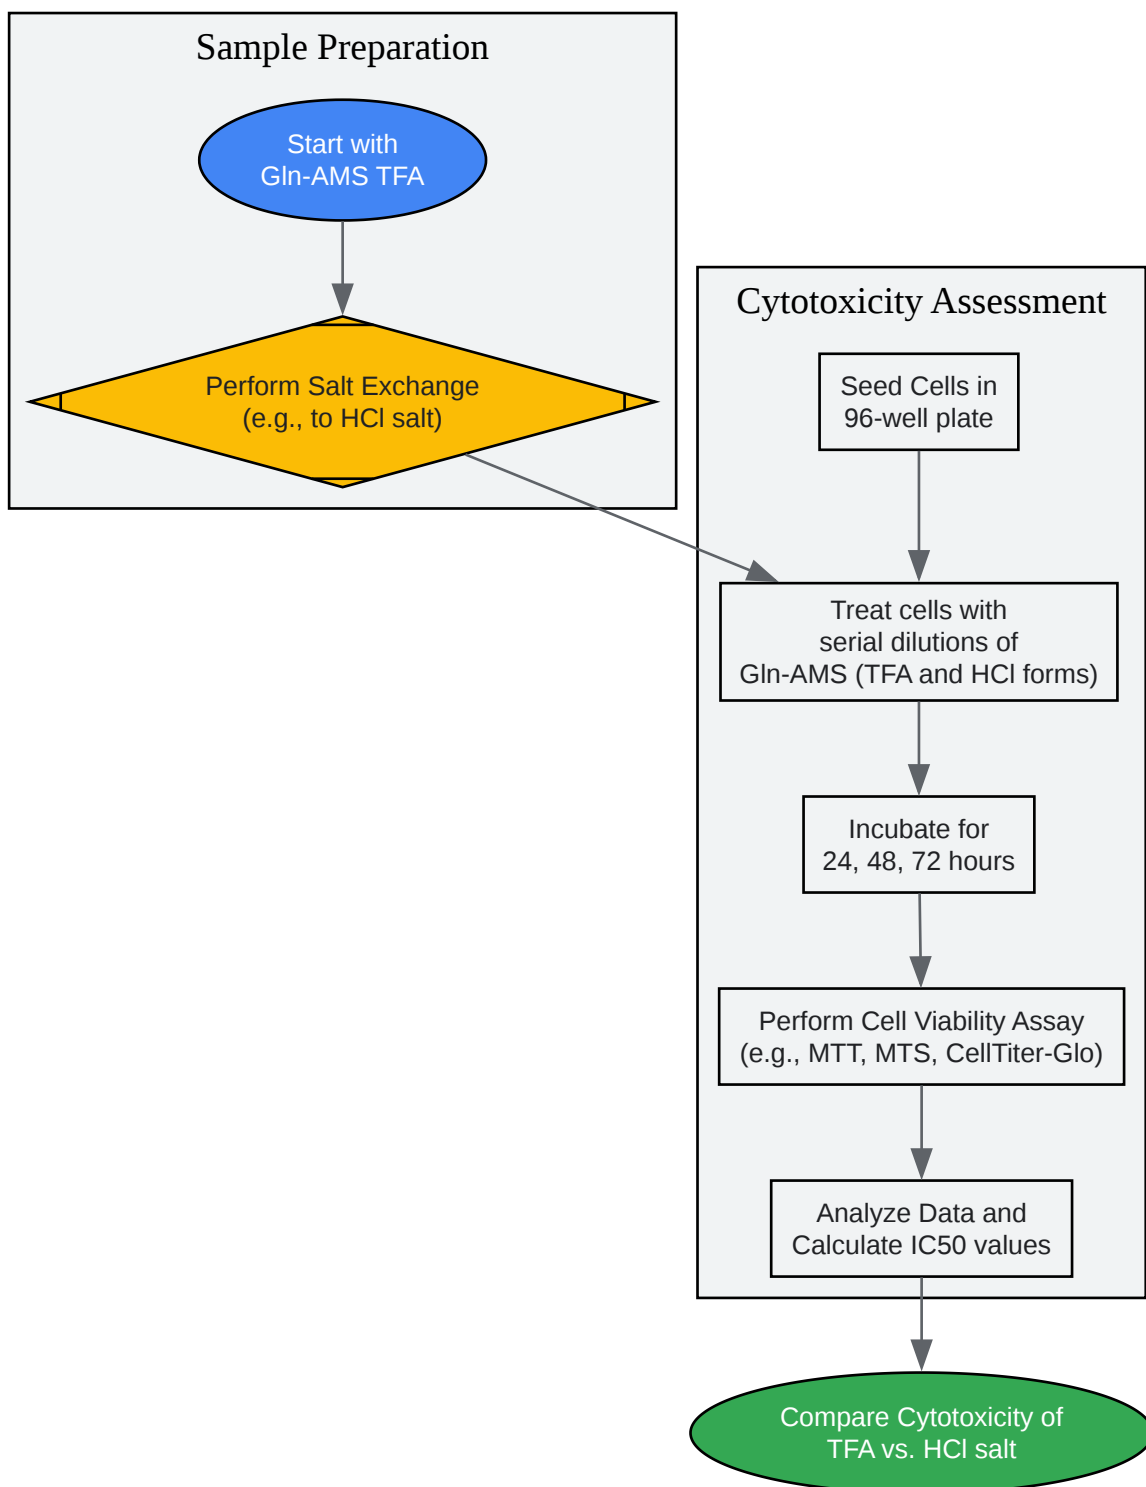 Sample Preparation
Start with
Gln-AMS TFA
Perform Salt Exchange
(e.g., to HCl salt)
Cytotoxicity Assessment
Seed Cells in
96-well plate
Treat cells with
serial dilutions of
Gln-AMS (TFA and HCl forms)
Incubate for
24, 48, 72 hours
Perform Cell Viability Assay
(e.g., MTT, MTS, CellTiter-Glo)
Analyze Data and
Calculate IC50 values
Compare Cytotoxicity of
TFA vs. HCl salt